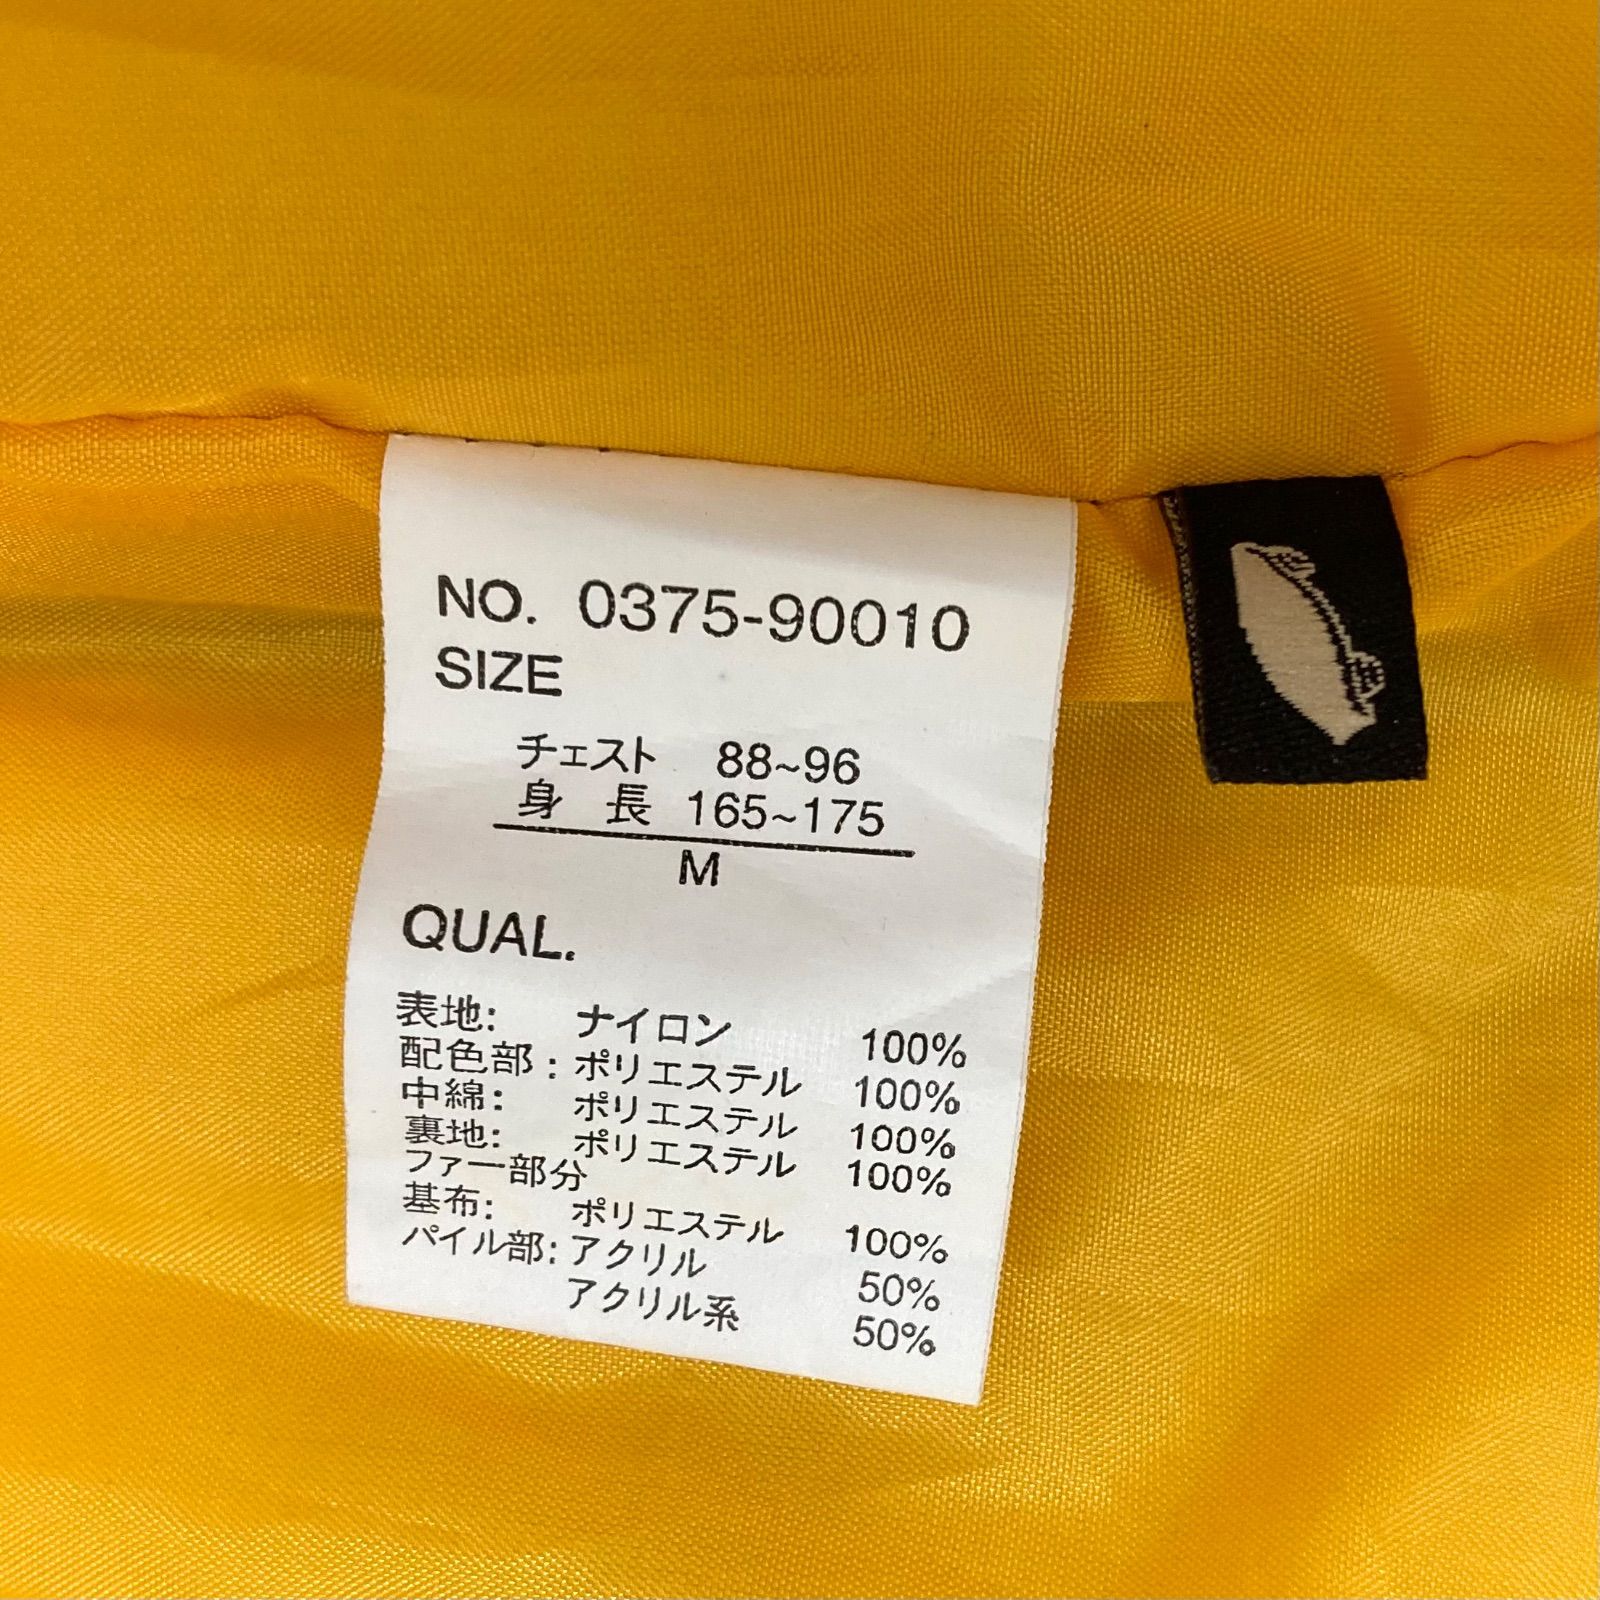 NO. 0375-90010
SIZE
チェスト 88~96
身 長 165~175
M
QUAL.
表地: ナイロン 100%
配色部: ポリエステル 100%
中綿: ポリエステル 100%
裏地: ポリエステル 100%
ファー部分
基布: ポリエステル 100%
パイル部: アクリル 50%
アクリル系 50%